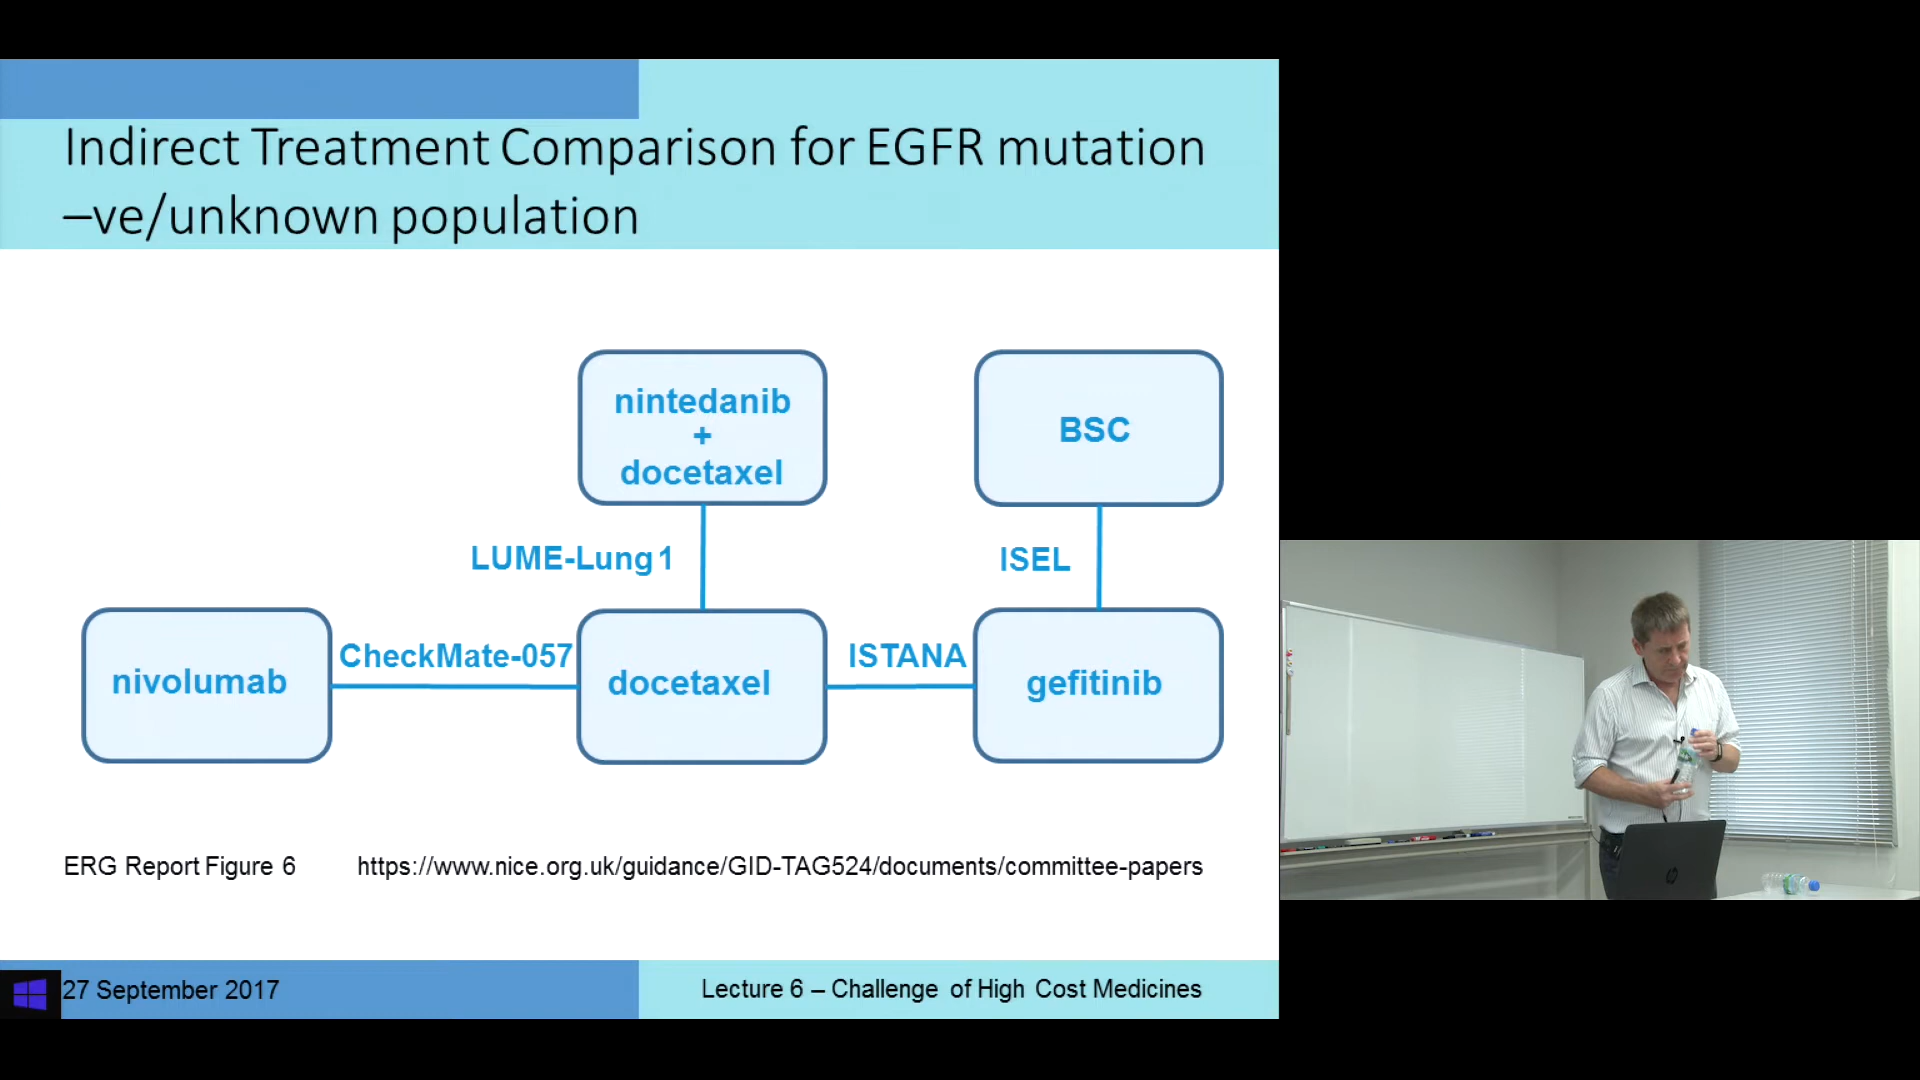 Indirect Treatment Comparison for EGFR mutation
–ve/unknown population
nintedanib
+
docetaxel
BSC
LUME-Lung 1
ISEL
nivolumab
CheckMate-057
docetaxel
ISTANA
gefitinib
ERG Report Figure 6
https://www.nice.org.uk/guidance/GID-TAG524/documents/committee-papers
27 September 2017
Lecture 6 – Challenge of High Cost Medicines
hp